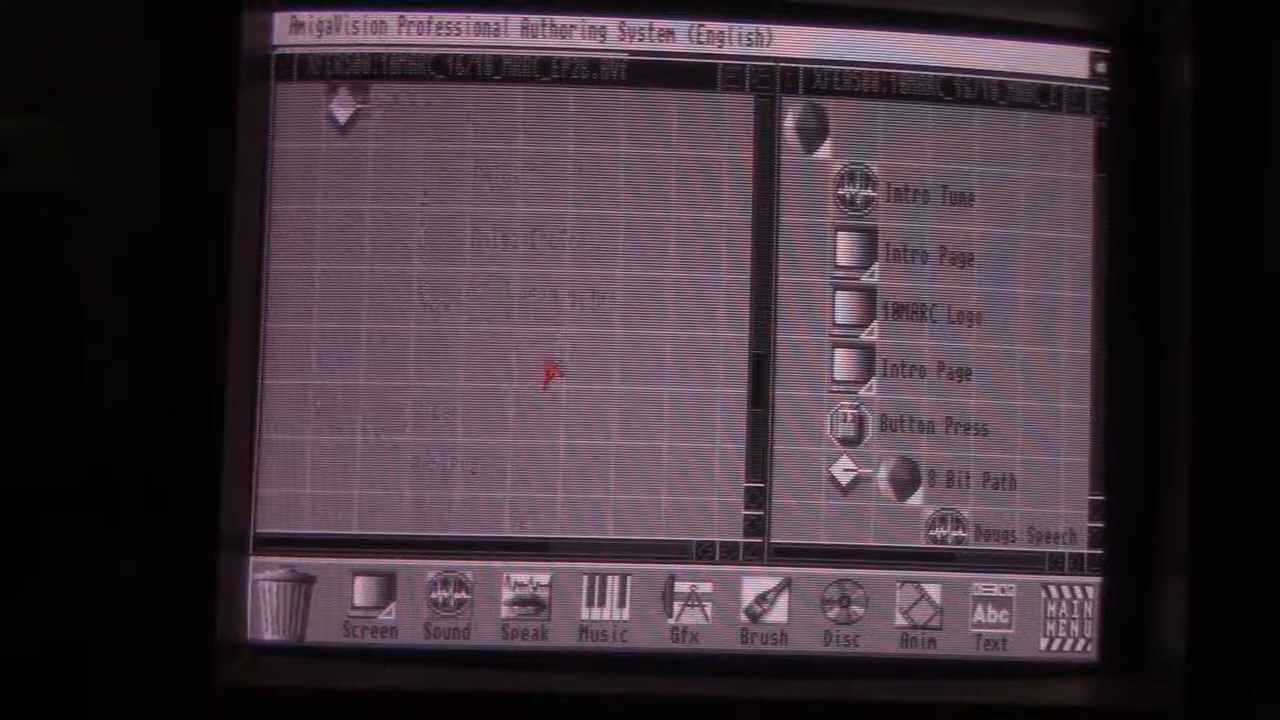 AmigaVision Professional Authoring System (English)
Intro Tune
Intro Page
10MARC Logo
Intro Page
Button Press
8 Bit Path
Dougs Speech
Screen
Sound
Speak
Music
Gfx
Brush
Disc
Anim
Abc
Text
MAIN
MENU